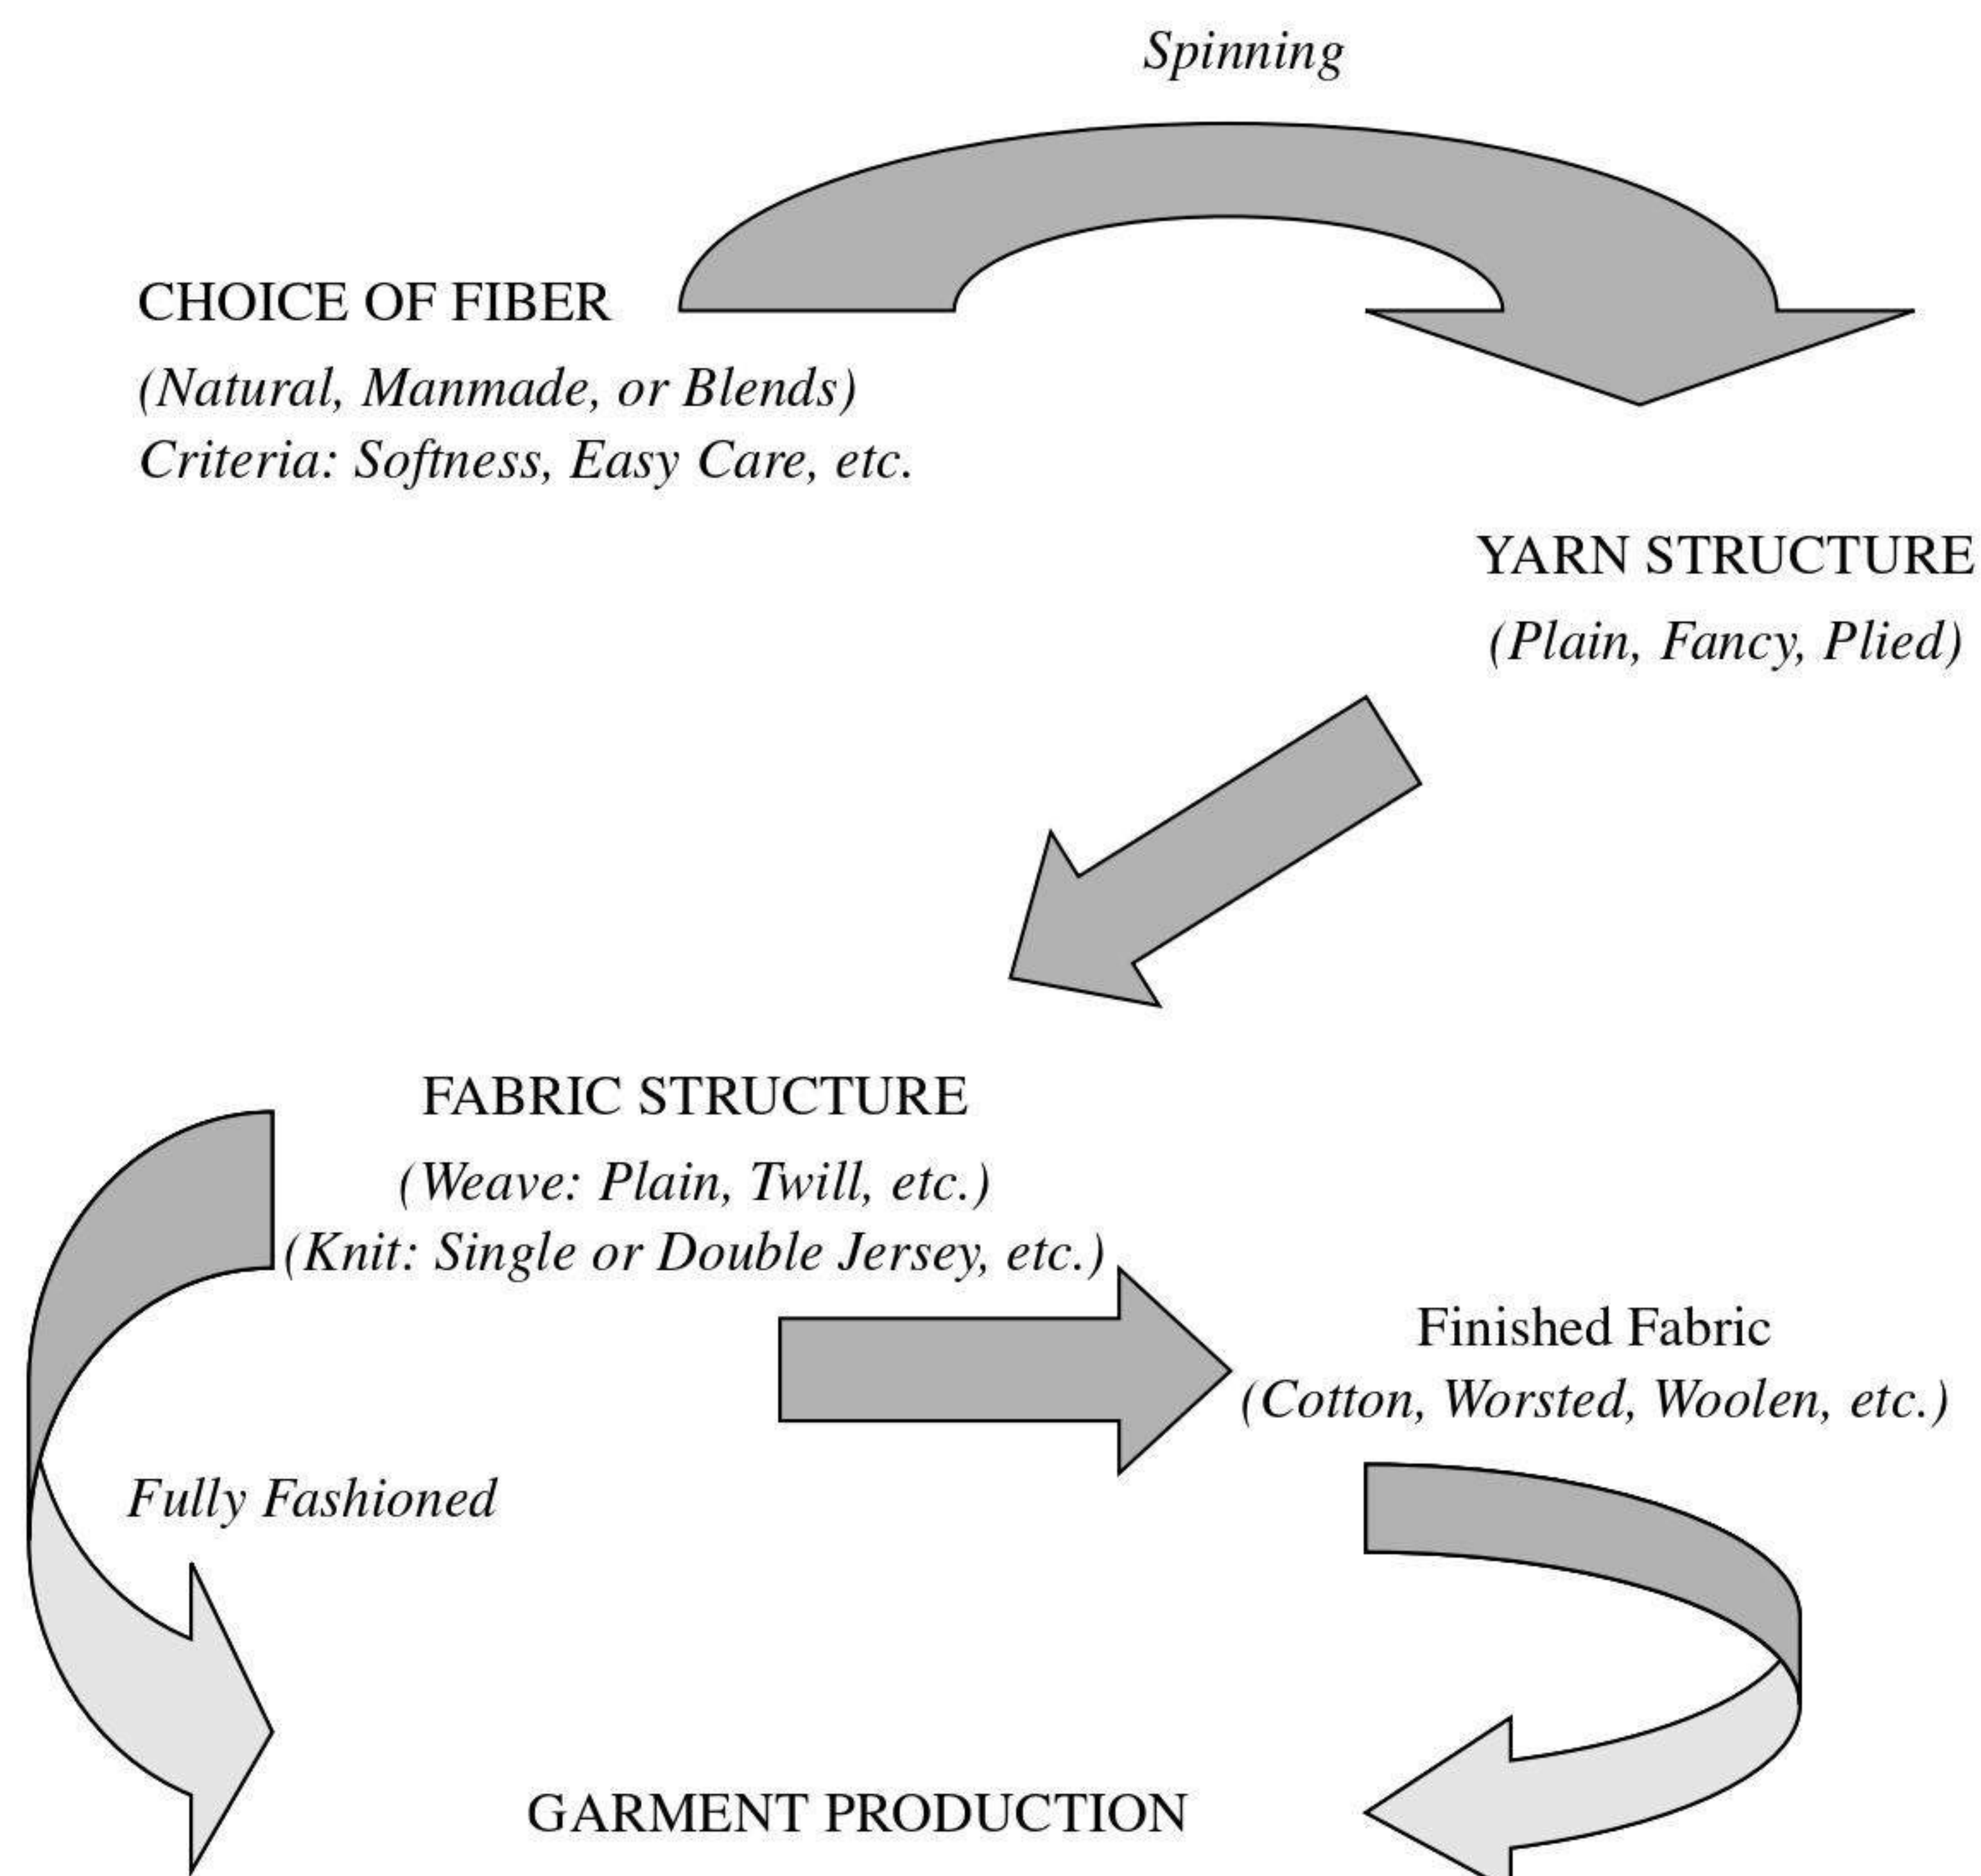 Spinning
CHOICE OF FIBER
(Natural, Manmade, or Blends)
Criteria: Softness, Easy Care, etc.
YARN STRUCTURE
(Plain, Fancy, Plied)
FABRIC STRUCTURE
(Weave: Plain, Twill, etc.)
(Knit: Single or Double Jersey, etc.)
Finished Fabric
(Cotton, Worsted, Woolen, etc.)
Fully Fashioned
GARMENT PRODUCTION